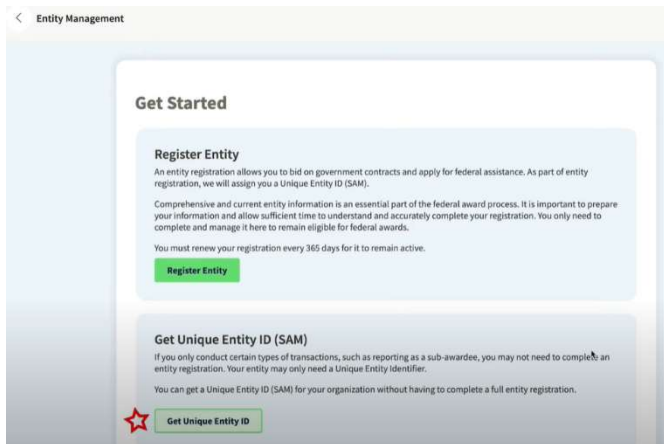 Entity Management
Get Started
Register Entity
An entity registration allows you to bid on government contracts and apply for federal assistance. As part of entity
registration, we will assign you a Unique Entity ID (SAM).
Comprehensive and current entity information is an essential part of the federal award process. It is important to prepare
your information and allow sufficient time to understand and accurately complete your registration. You only need to
complete and manage it here to remain eligible for federal awards.
You must renew your registration every 365 days for it to remain active.
Register Entity
Get Unique Entity ID (SAM)
If you only conduct certain types of transactions, such as reporting as a sub-awardee, you may not need to complete an
entity registration. Your entity may only need a Unique Entity Identifier.
You can get a Unique Entity ID (SAM) for your organization without having to complete a full entity registration.
Get Unique Entity ID